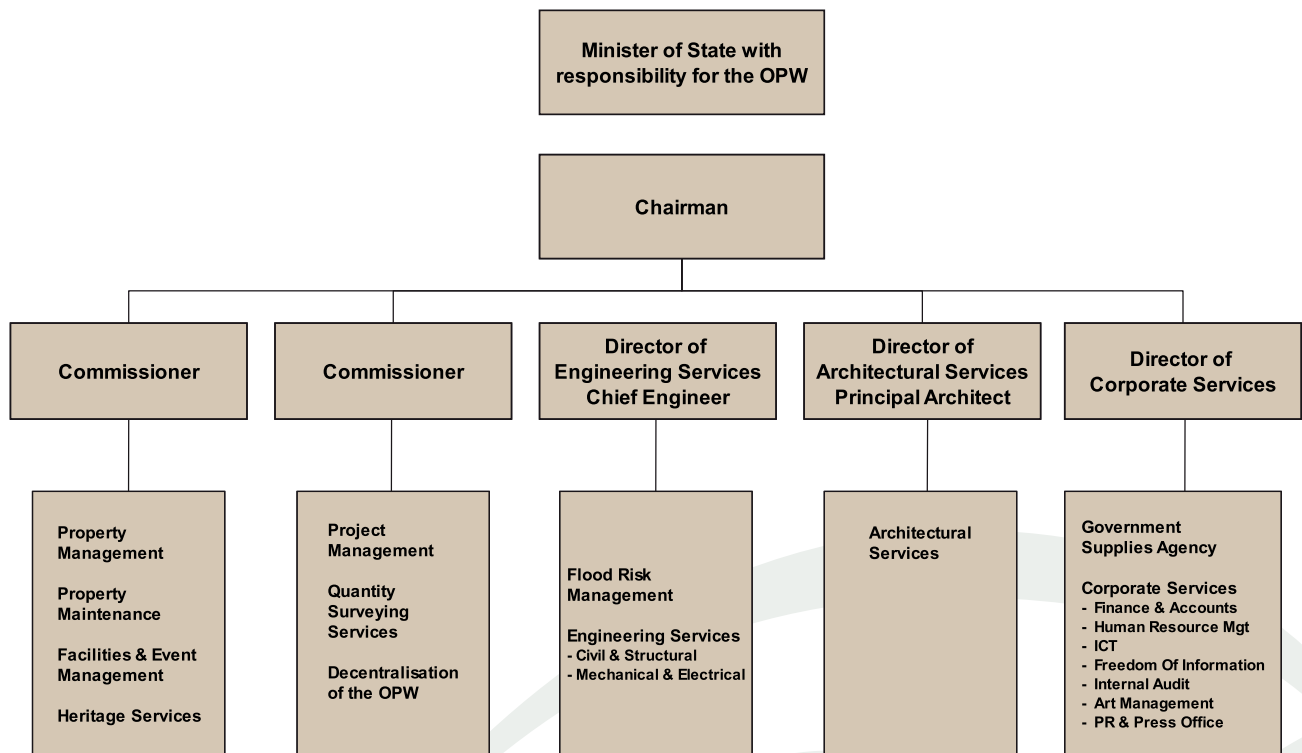 Minister of State with
responsibility for the OPW
Chairman
Commissioner
Commissioner
Director of
Engineering Services
Chief Engineer
Director of
Architectural Services
Principal Architect
Director of
Corporate Services
Property
Management
Property
Maintenance
Facilities & Event
Management
Heritage Services
Project
Management
Quantity
Surveying
Services
Decentralisation
of the OPW
Flood Risk
Management
Engineering Services
- Civil & Structural
- Mechanical & Electrical
Architectural
Services
Government
Supplies Agency
Corporate Services
- Finance & Accounts
- Human Resource Mgt
- ICT
- Freedom Of Information
- Internal Audit
- Art Management
- PR & Press Office